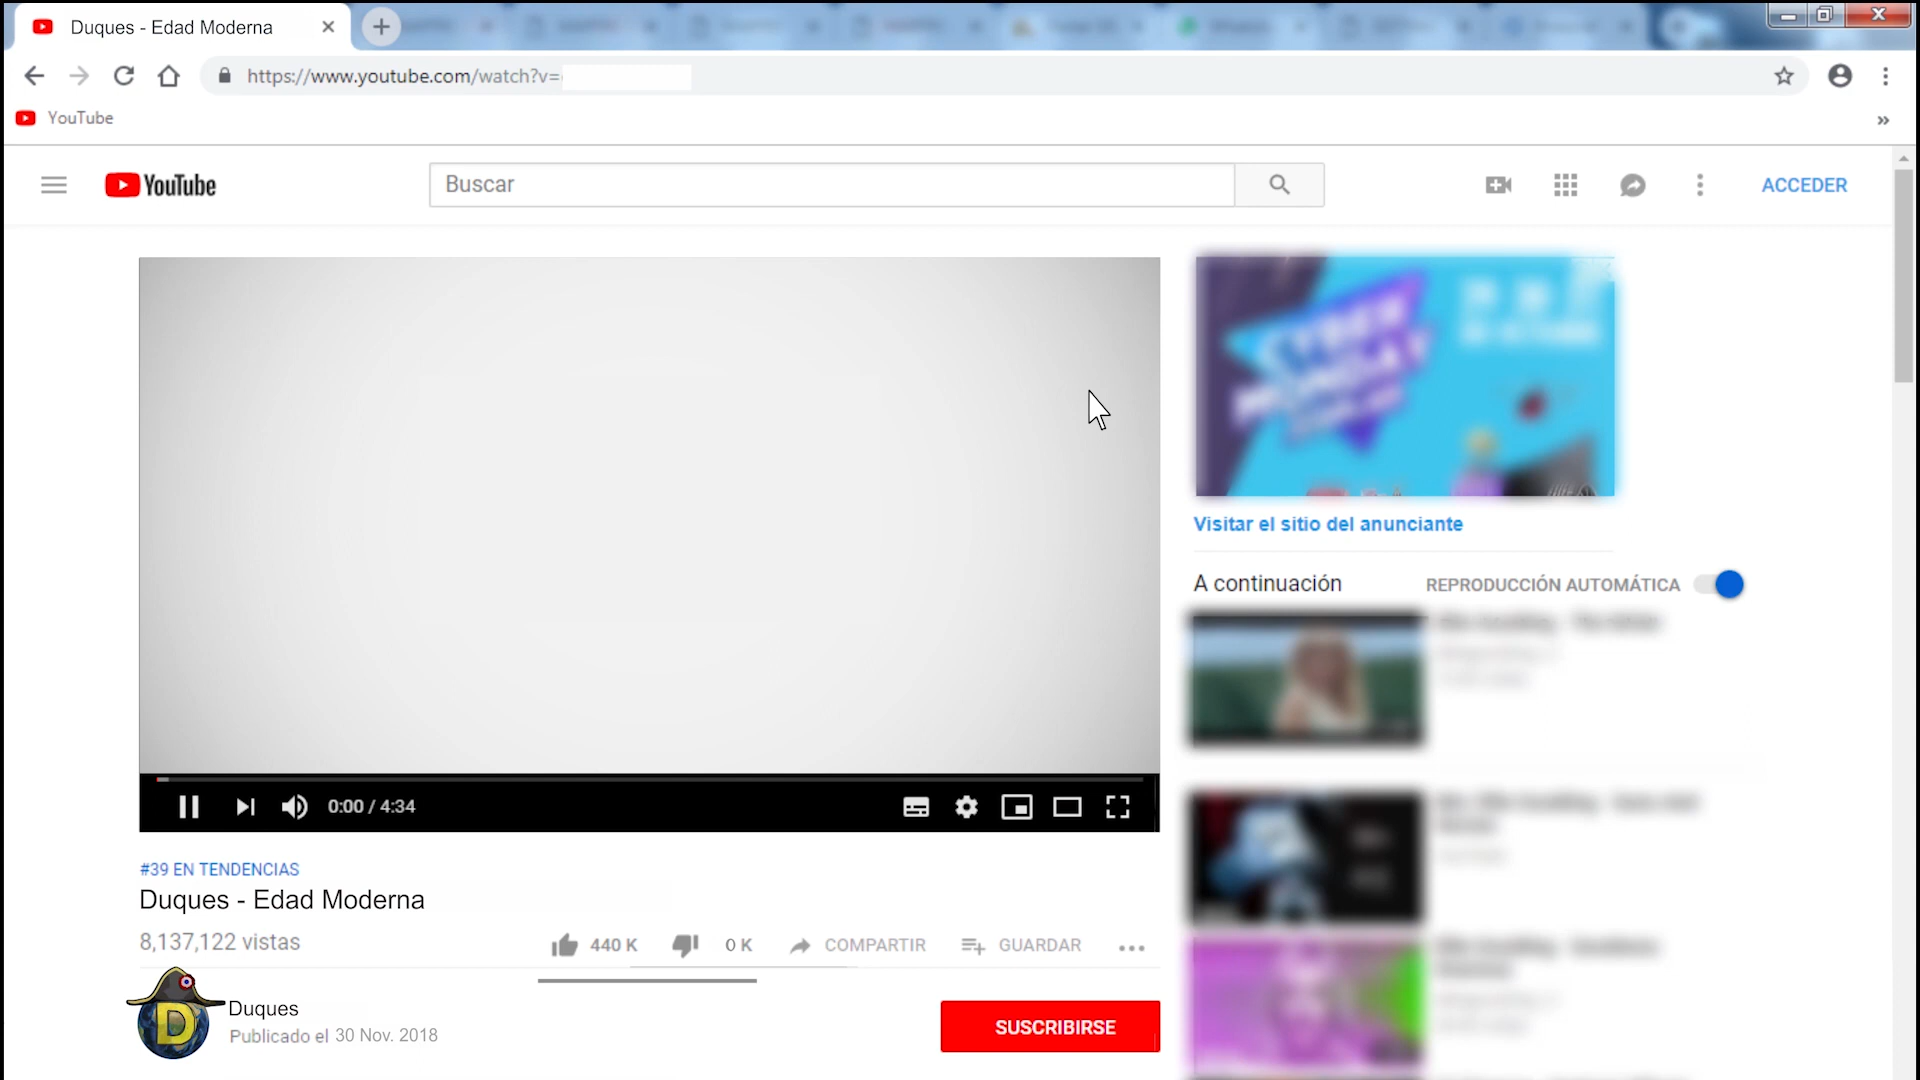 Duques - Edad Moderna
https://www.youtube.com/watch?v=
YouTube
YouTube
Buscar
ACCEDER
CYBER
MONDAY
Visitar el sitio del anunciante
A continuación
REPRODUCCIÓN AUTOMÁTICA
0:00 / 4:34
#39 EN TENDENCIAS
Duques - Edad Moderna
8,137,122 vistas
440 K
0 K
COMPARTIR
GUARDAR
D
Duques
Publicado el 30 Nov. 2018
SUSCRIBIRSE